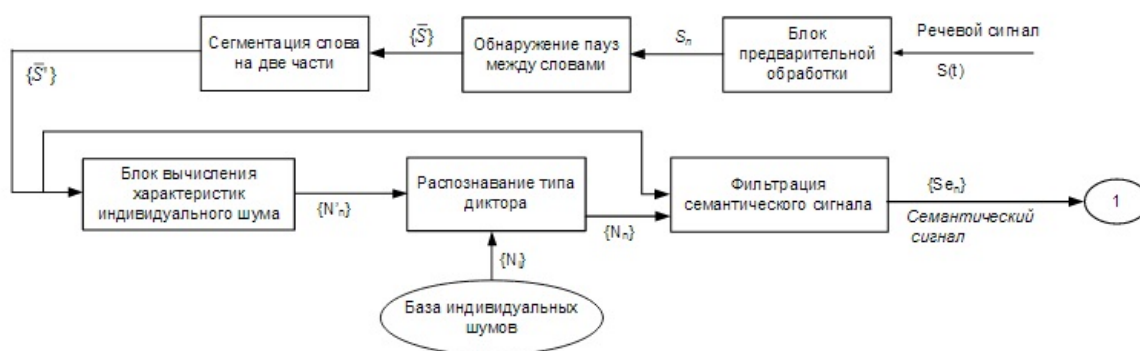 Сегментация слова
на две части
{S̅}
Обнаружение пауз
между словами
Sₙ
Блок
предварительной
обработки
Речевой сигнал
S(t)
{S̅'}
Блок вычисления
характеристик
индивидуального шума
{N'ₙ}
Распознавание типа
диктора
{Nₙ}
Фильтрация
семантического сигнала
{Seₙ}
Семантический
сигнал
1
{Nᵢ}
База индивидуальных
шумов